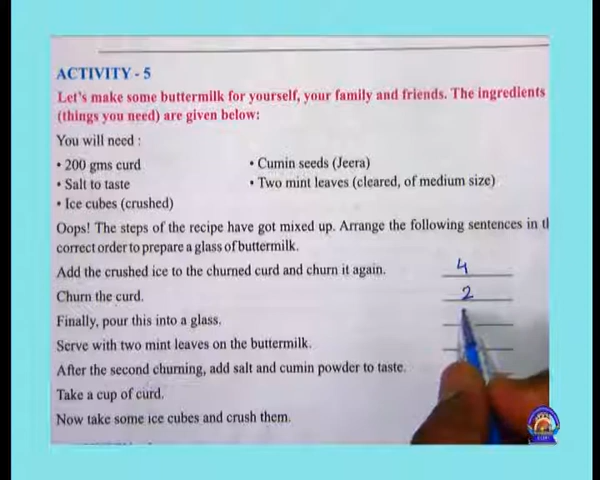 ACTIVITY - 5
Let's make some buttermilk for yourself, your family and friends. The ingredients
(things you need) are given below:
You will need :
• 200 gms curd
• Cumin seeds (Jeera)
• Salt to taste
• Two mint leaves (cleared, of medium size)
• Ice cubes (crushed)
Oops! The steps of the recipe have got mixed up. Arrange the following sentences in
correct order to prepare a glass of buttermilk.
Add the crushed ice to the churned curd and churn it again. 4
Churn the curd. 2
Finally, pour this into a glass.
Serve with two mint leaves on the buttermilk.
After the second churning, add salt and cumin powder to taste.
Take a cup of curd.
Now take some ice cubes and crush them.